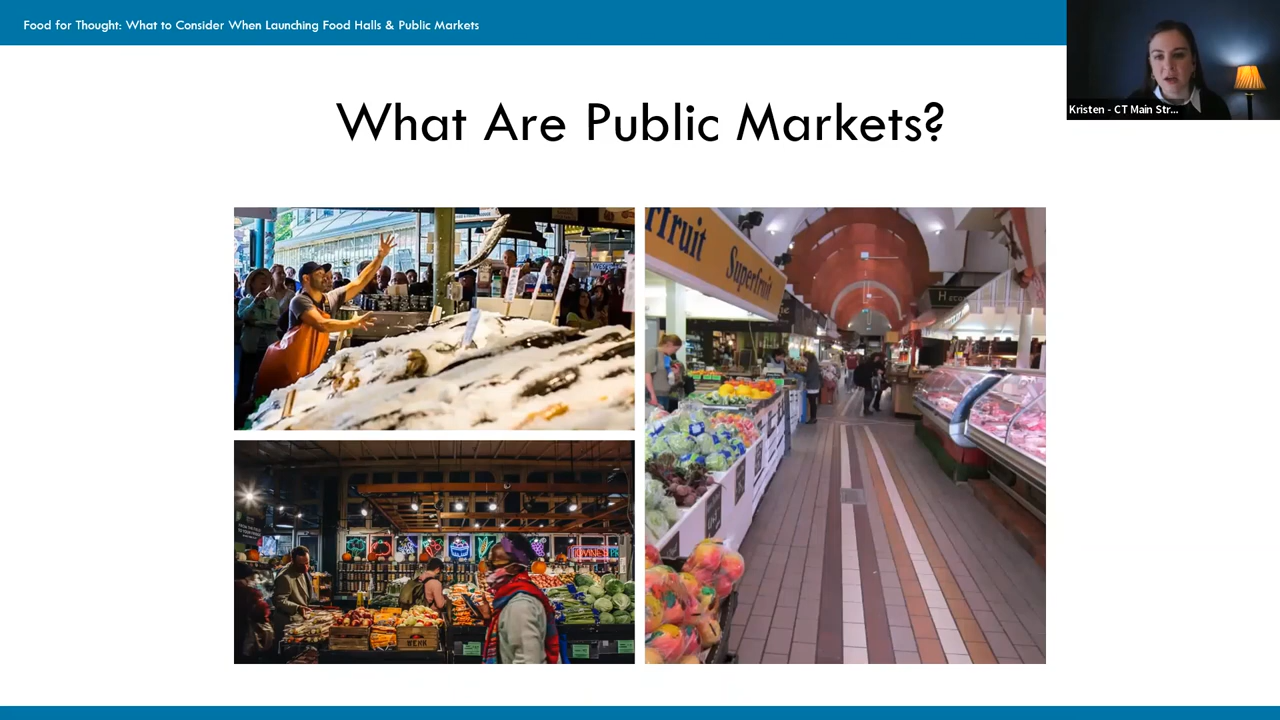 Food for Thought: What to Consider When Launching Food Halls & Public Markets
Kristen - CT Main Str...
What Are Public Markets?
rfruit
Superfruit